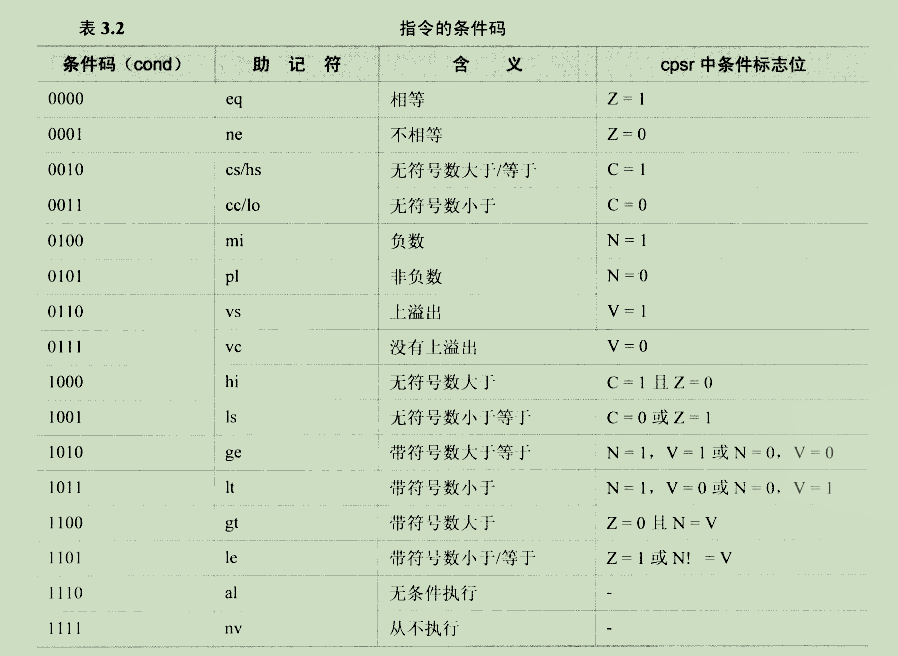 表 3.2 指令的条件码
条件码（cond） 助 记 符 含 义 cpsr 中条件标志位
0000 eq 相等 Z = 1
0001 ne 不相等 Z = 0
0010 cs/hs 无符号数大于/等于 C = 1
0011 cc/lo 无符号数小于 C = 0
0100 mi 负数 N = 1
0101 pl 非负数 N = 0
0110 vs 上溢出 V = 1
0111 vc 没有上溢出 V = 0
1000 hi 无符号数大于 C = 1 且 Z = 0
1001 ls 无符号数小于等于 C = 0 或 Z = 1
1010 ge 带符号数大于等于 N = 1，V = 1 或 N = 0，V = 0
1011 lt 带符号数小于 N = 1，V = 0 或 N = 0，V = 1
1100 gt 带符号数大于 Z = 0 且 N = V
1101 le 带符号数小于/等于 Z = 1 或 N! = V
1110 al 无条件执行 -
1111 nv 从不执行 -